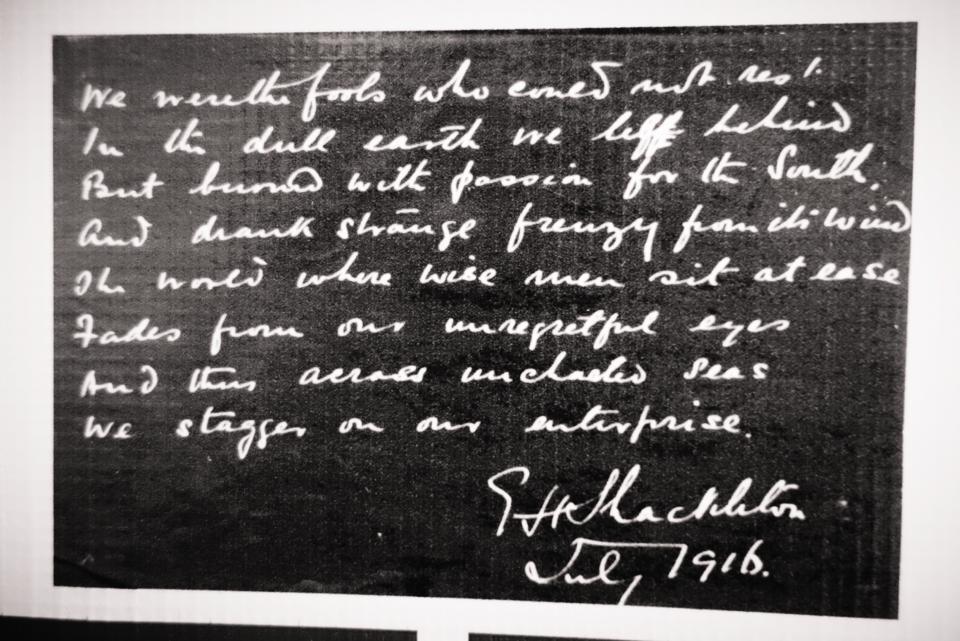 We were the fools who could not rest
In the dull earth we left behind
But burned with passion for the South,
And drank strange frenzy from its wind
The world where wise men sit at ease
Fades from our unregretful eyes
And thus across uncharted seas
We stagger on our enterprise.
E H Shackleton
July 1916.